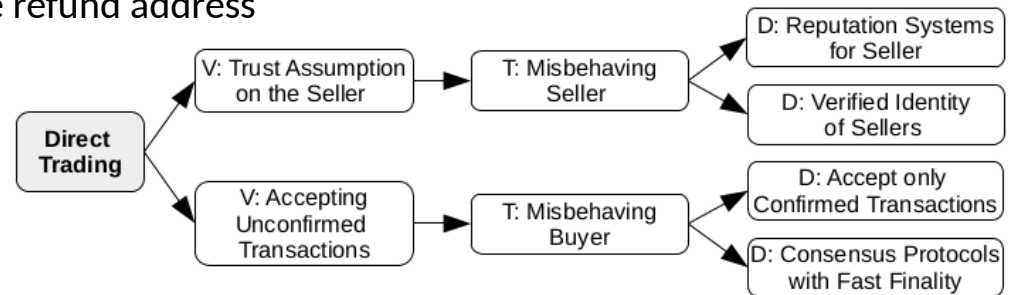 refund address
Direct
Trading
V: Trust Assumption
on the Seller
T: Misbehaving
Seller
D: Reputation Systems
for Seller
D: Verified Identity
of Sellers
V: Accepting
Unconfirmed
Transactions
T: Misbehaving
Buyer
D: Accept only
Confirmed Transactions
D: Consensus Protocols
with Fast Finality